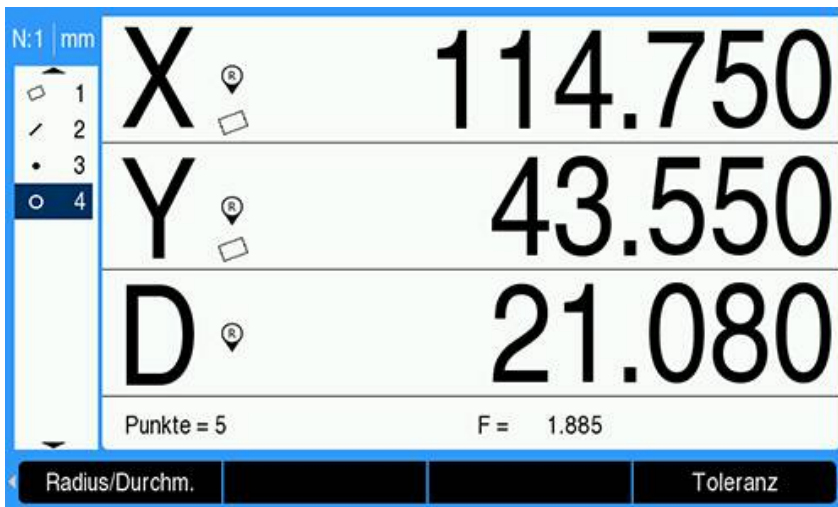 N:1 mm
1
2
3
4
X R 114.750
Y R 43.550
D R 21.080
Punkte = 5 F = 1.885
Radius/Durchm. Toleranz